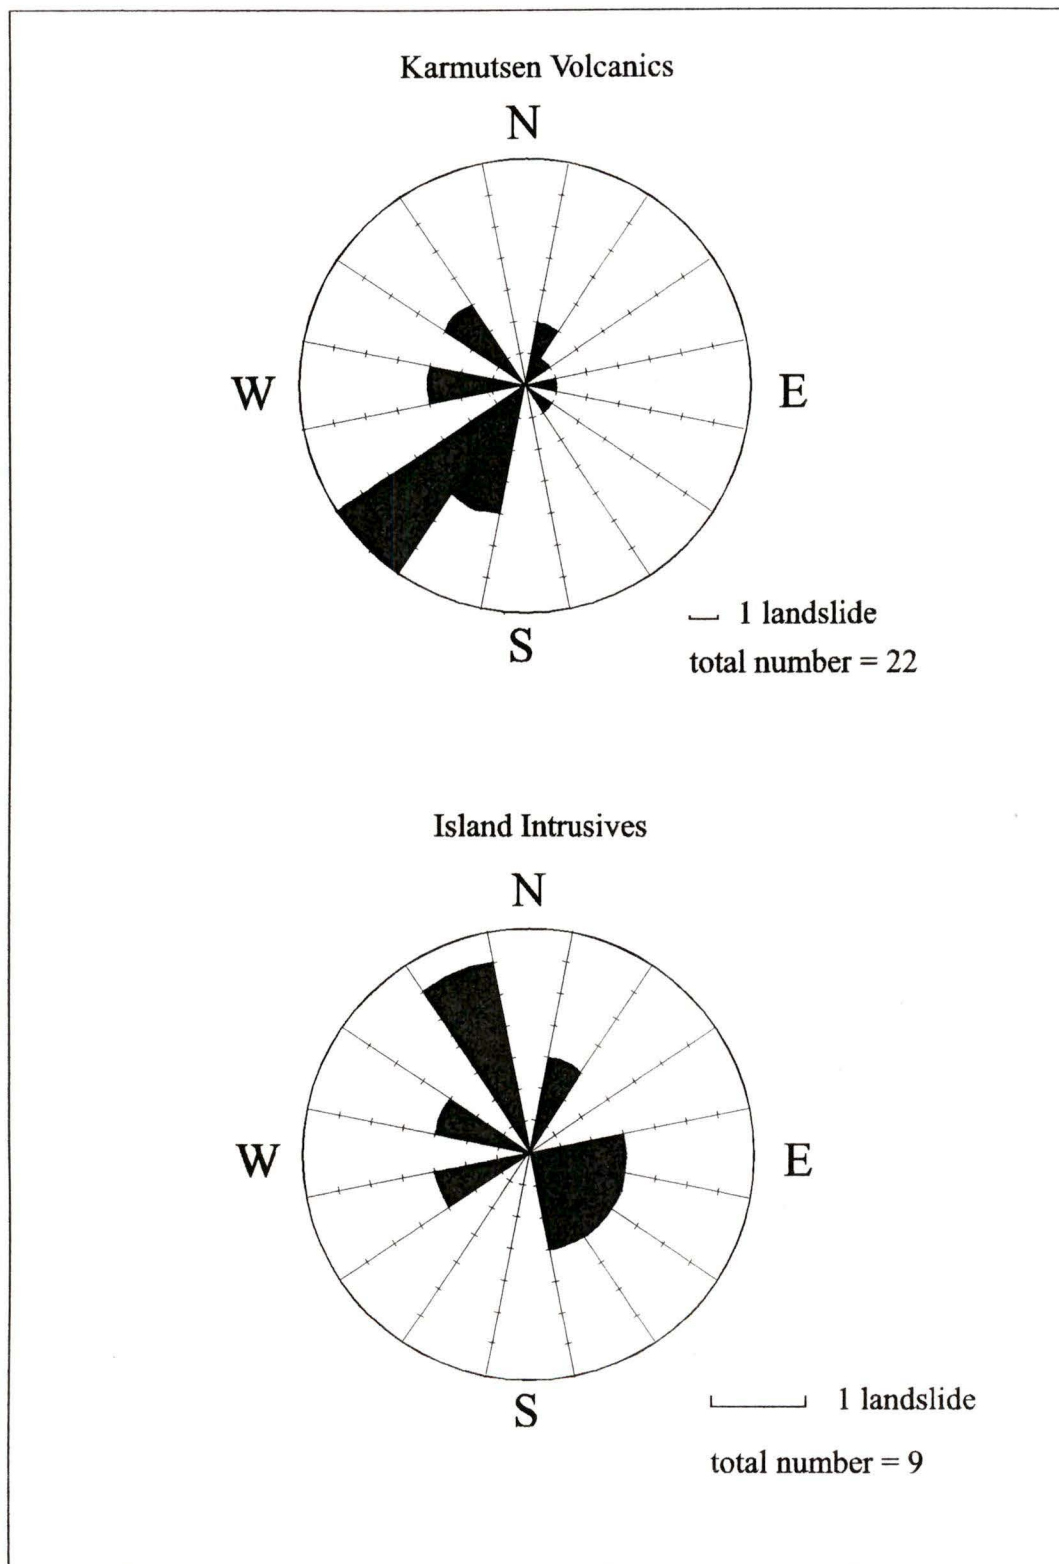 Karmutsen Volcanics
N
W
E
S
1 landslide
total number = 22
Island Intrusives
N
W
E
S
1 landslide
total number = 9